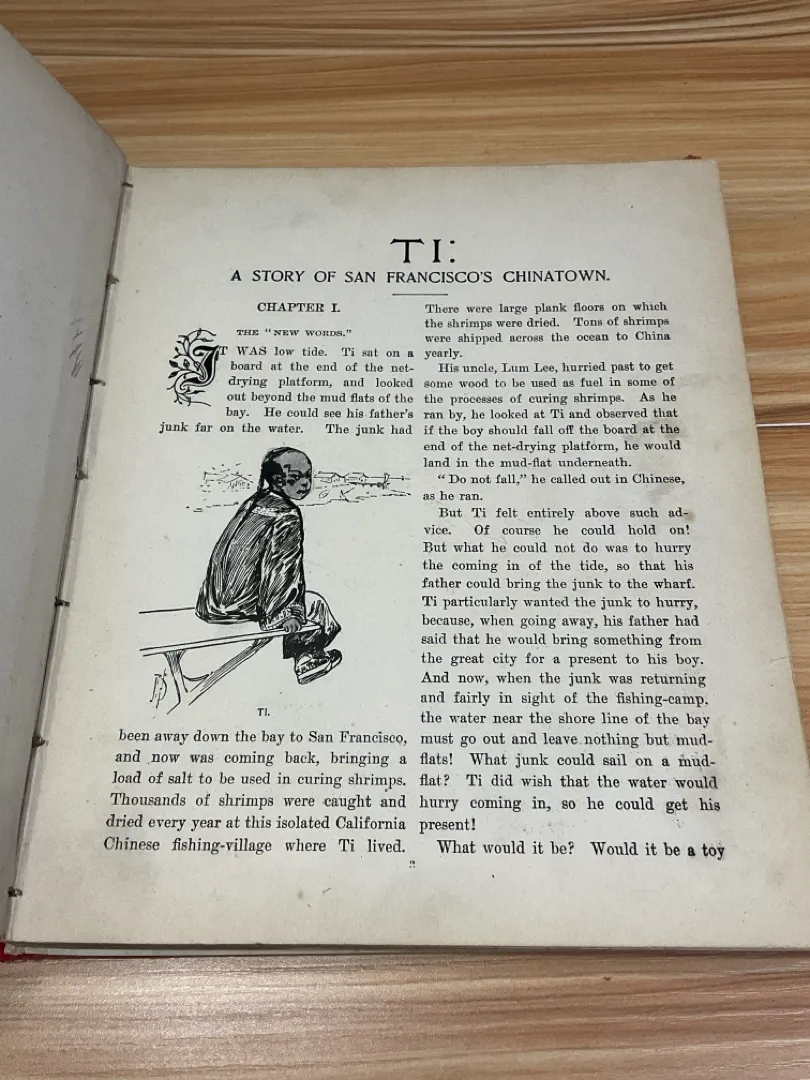 TI:
A STORY OF SAN FRANCISCO'S CHINATOWN.
CHAPTER I.
THE "NEW WORDS."
IT WAS low tide. Ti sat on a
board at the end of the net-
drying platform, and looked
out beyond the mud flats of the
bay. He could see his father's
junk far on the water. The junk had
TI.
been away down the bay to San Francisco,
and now was coming back, bringing a
load of salt to be used in curing shrimps.
Thousands of shrimps were caught and
dried every year at this isolated California
Chinese fishing-village where Ti lived.
There were large plank floors on which
the shrimps were dried. Tons of shrimps
were shipped across the ocean to China
yearly.
His uncle, Lum Lee, hurried past to get
some wood to be used as fuel in some of
the processes of curing shrimps. As he
ran by, he looked at Ti and observed that
if the boy should fall off the board at the
end of the net-drying platform, he would
land in the mud-flat underneath.
"Do not fall," he called out in Chinese,
as he ran.
But Ti felt entirely above such ad-
vice. Of course he could hold on!
But what he could not do was to hurry
the coming in of the tide, so that his
father could bring the junk to the wharf.
Ti particularly wanted the junk to hurry,
because, when going away, his father had
said that he would bring something from
the great city for a present to his boy.
And now, when the junk was returning
and fairly in sight of the fishing-camp,
the water near the shore line of the bay
must go out and leave nothing but mud-
flats! What junk could sail on a mud-
flat? Ti did wish that the water would
hurry coming in, so he could get his
present!
What would it be? Would it be a toy